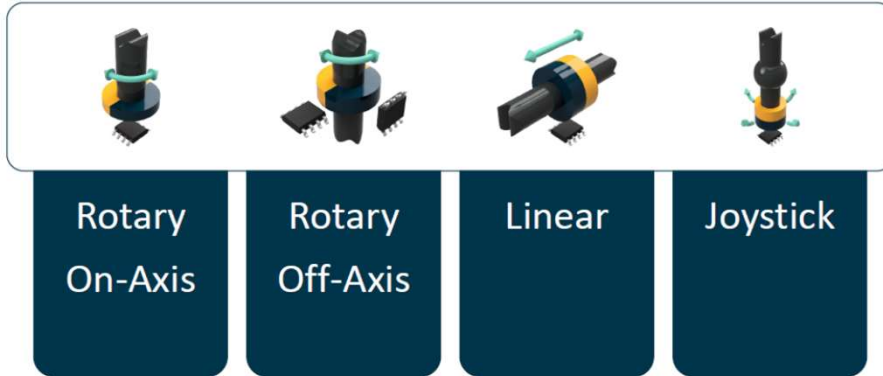 Rotary
On-Axis
Rotary
Off-Axis
Linear
Joystick